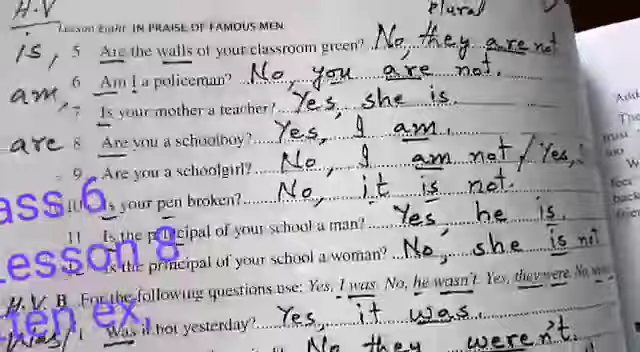 H.V
plural
Lesson Eight IN PRAISE OF FAMOUS MEN
is, 5 Are the walls of your classroom green? No, they are not
6 Am I a policeman? No, you are not.
am, 7 Is your mother a teacher? Yes, she is.
are 8 Are you a schoolboy? Yes, I am.
9 Are you a schoolgirl? No, I am not / Yes,
10 Is your pen broken? No, it is not.
11 Is the principal of your school a man? Yes, he is.
Is the principal of your school a woman? No, she is not
H.V. B For the following questions use: Yes, I was. No, he wasn't. Yes, they were. No,
1 Was it hot yesterday? Yes, it was.
No they weren't.
ass 6
esson 8
ten ex,
Add
The
must